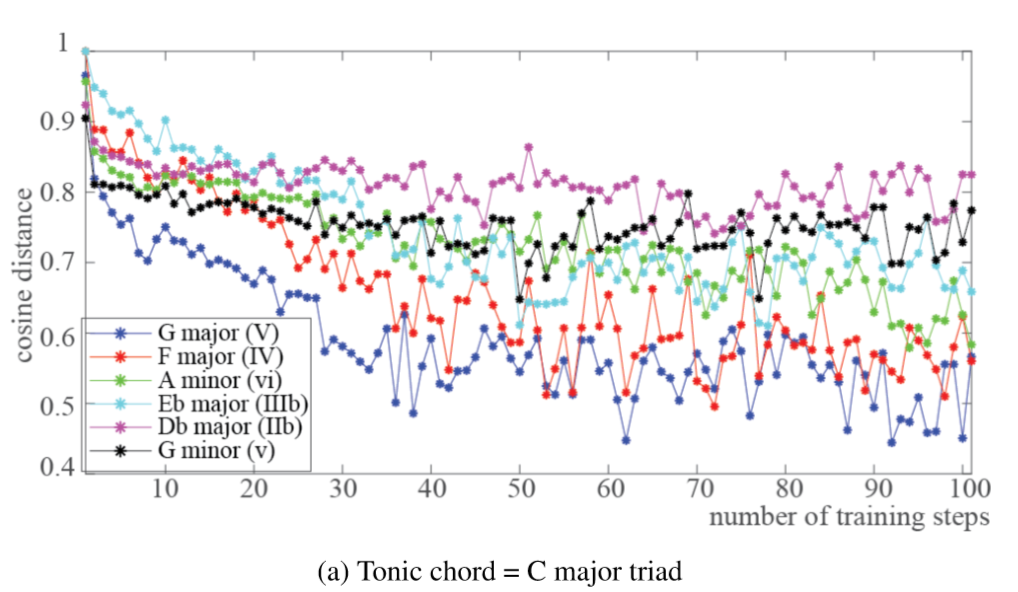 1
0.9
0.8
0.7
0.6
0.5
0.4
cosine distance
G major (V)
F major (IV)
A minor (vi)
Eb major (IIIb)
Db major (IIb)
G minor (v)
10 20 30 40 50 60 70 80 90 100
number of training steps
(a) Tonic chord = C major triad